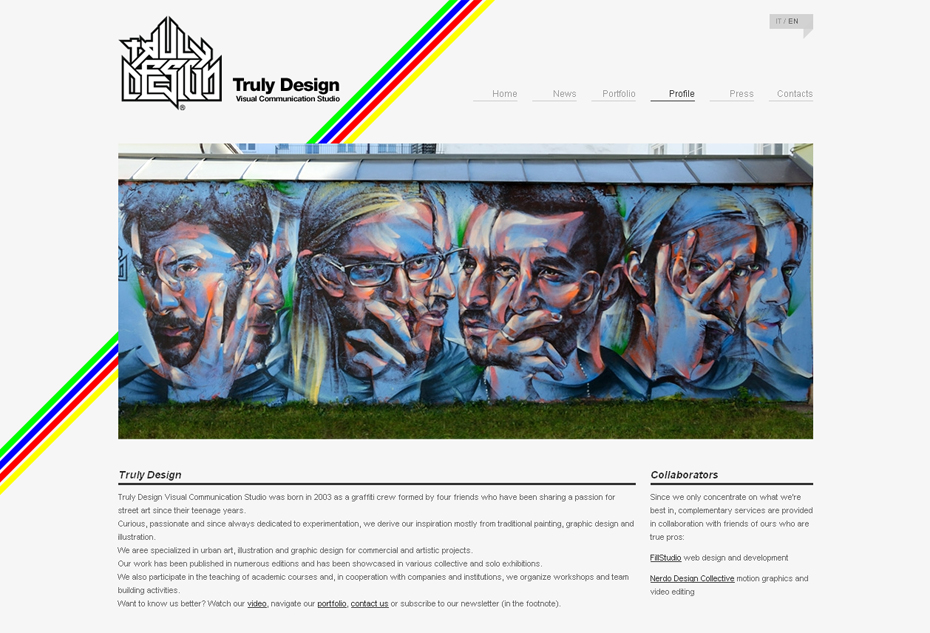 IT / EN
TRULY
DESIGN
®
Truly Design
Visual Communication Studio
Home News Portfolio Profile Press Contacts
Truly Design
Truly Design Visual Communication Studio was born in 2003 as a graffiti crew formed by four friends who have been sharing a passion for
street art since their teenage years.
Curious, passionate and since always dedicated to experimentation, we derive our inspiration mostly from traditional painting, graphic design and
illustration.
We aree specialized in urban art, illustration and graphic design for commercial and artistic projects.
Our work has been published in numerous editions and has been showcased in various collective and solo exhibitions.
We also participate in the teaching of academic courses and, in cooperation with companies and institutions, we organize workshops and team
building activities.
Want to know us better? Watch our video, navigate our portfolio, contact us or subscribe to our newsletter (in the footnote).
Collaborators
Since we only concentrate on what we're
best in, complementary services are provided
in collaboration with friends of ours who are
true pros:
FillStudio web design and development
Nerdo Design Collective motion graphics and
video editing